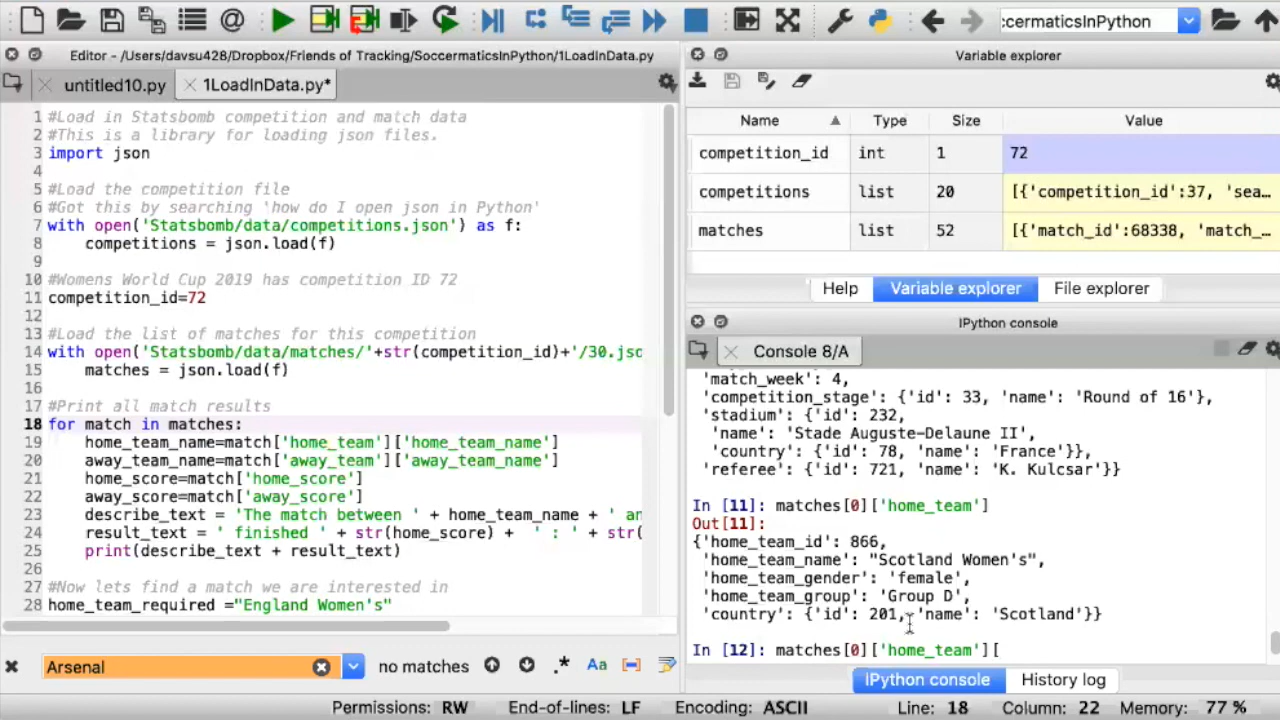 :ccermaticsInPython
Editor - /Users/davsu428/Dropbox/Friends of Tracking/SoccermaticsInPython/1LoadInData.py
untitled10.py
1LoadInData.py*
1 #Load in Statsbomb competition and match data
2 #This is a library for loading json files.
3 import json
4
5 #Load the competition file
6 #Got this by searching 'how do I open json in Python'
7 with open('Statsbomb/data/competitions.json') as f:
8     competitions = json.load(f)
9
10 #Womens World Cup 2019 has competition ID 72
11 competition_id=72
12
13 #Load the list of matches for this competition
14 with open('Statsbomb/data/matches/'+str(competition_id)+'/30.jso
15     matches = json.load(f)
16
17 #Print all match results
18 for match in matches:
19     home_team_name=match['home_team']['home_team_name']
20     away_team_name=match['away_team']['away_team_name']
21     home_score=match['home_score']
22     away_score=match['away_score']
23     describe_text = 'The match between ' + home_team_name + ' an
24     result_text = ' finished ' + str(home_score) +  ' : ' + str(
25     print(describe_text + result_text)
26
27 #Now lets find a match we are interested in
28 home_team_required ="England Women's"
Arsenal
no matches
.*
Aa
Variable explorer
Name Type Size Value
competition_id int 1 72
competitions list 20 [{'competition_id':37, 'sea…
matches list 52 [{'match_id':68338, 'match_…
Help Variable explorer File explorer
IPython console
Console 8/A
'match_week': 4,
'competition_stage': {'id': 33, 'name': 'Round of 16'},
'stadium': {'id': 232,
'name': 'Stade Auguste-Delaune II',
'country': {'id': 78, 'name': 'France'}},
'referee': {'id': 721, 'name': 'K. Kulcsar'}}
In [11]: matches[0]['home_team']
Out[11]:
{'home_team_id': 866,
'home_team_name': "Scotland Women's",
'home_team_gender': 'female',
'home_team_group': 'Group D',
'country': {'id': 201, 'name': 'Scotland'}}
In [12]: matches[0]['home_team'][
IPython console History log
Permissions: RW End-of-lines: LF Encoding: ASCII Line: 18 Column: 22 Memory: 77 %